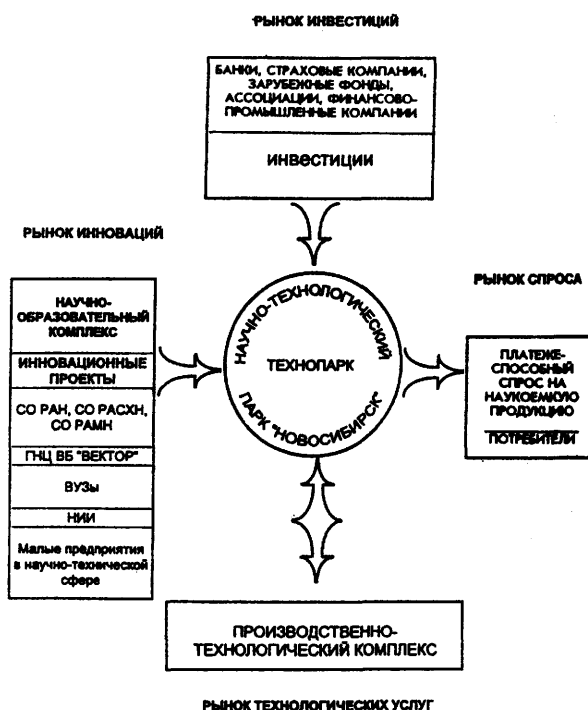 РЫНОК ИНВЕСТИЦИЙ
БАНКИ, СТРАХОВЫЕ КОМПАНИИ,
ЗАРУБЕЖНЫЕ ФОНДЫ,
АССОЦИАЦИИ, ФИНАНСОВО-
ПРОМЫШЛЕННЫЕ КОМПАНИИ
ИНВЕСТИЦИИ
РЫНОК ИННОВАЦИЙ
НАУЧНО-
ОБРАЗОВАТЕЛЬНЫЙ
КОМПЛЕКС
ИННОВАЦИОННЫЕ
ПРОЕКТЫ
СО РАН, СО РАСХН,
СО РАМН
ГНЦ ВБ "ВЕКТОР"
ВУЗы
НИИ
Малые предприятия
в научно-технической
сфере
НАУЧНО-ТЕХНОЛОГИЧЕСКИЙ
ТЕХНОПАРК
ПАРК "НОВОСИБИРСК"
РЫНОК СПРОСА
ПЛАТЕЖЕ-
СПОСОБНЫЙ
СПРОС НА
НАУКОЕМКУЮ
ПРОДУКЦИЮ
ПОТРЕБИТЕЛИ
ПРОИЗВОДСТВЕННО-
ТЕХНОЛОГИЧЕСКИЙ КОМПЛЕКС
РЫНОК ТЕХНОЛОГИЧЕСКИХ УСЛУГ